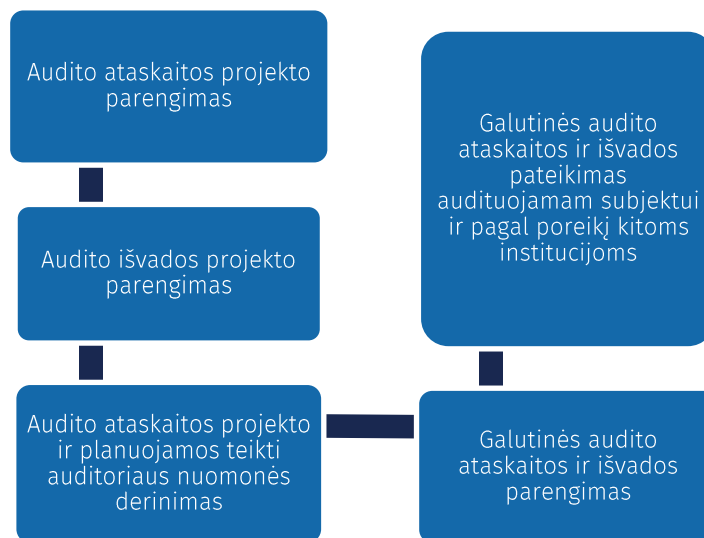 Audito ataskaitos projekto
parengimas
Audito išvados projekto
parengimas
Audito ataskaitos projekto
ir planuojamos teikti
auditoriaus nuomonės
derinimas
Galutinės audito
ataskaitos ir išvados
parengimas
Galutinės audito
ataskaitos ir išvados
pateikimas
audituojamam subjektui
ir pagal poreikį kitoms
institucijoms